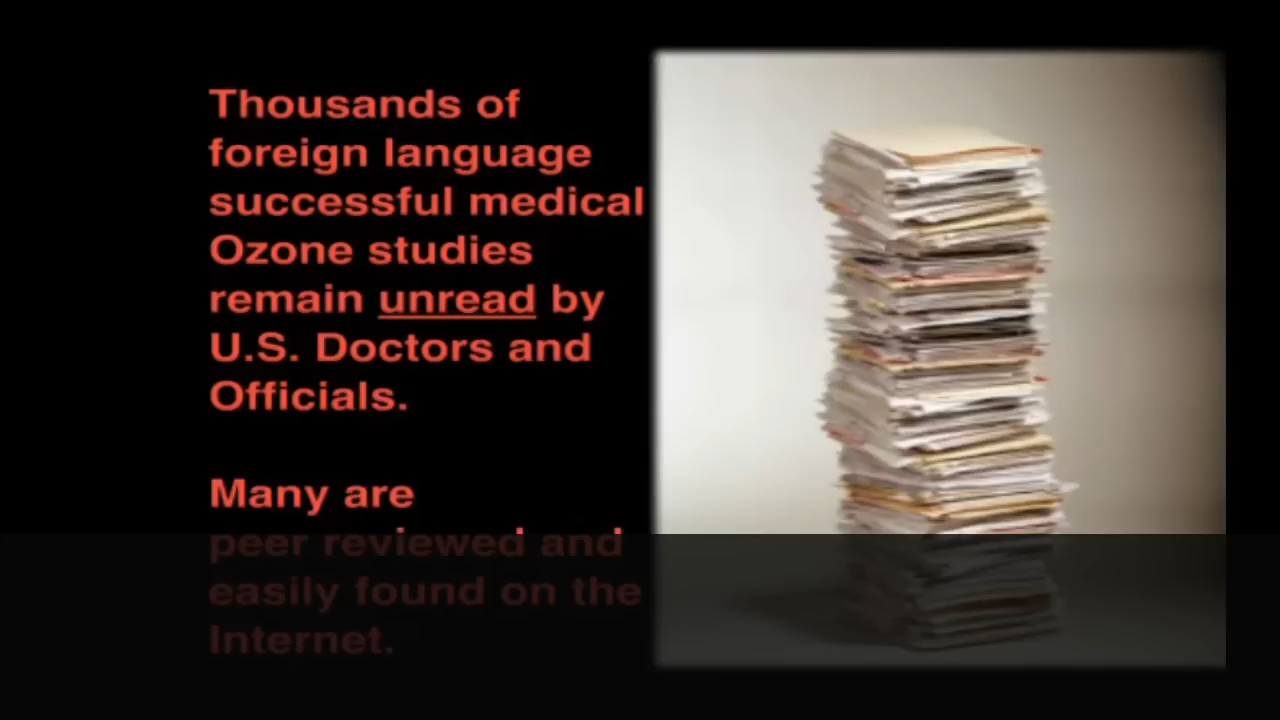 Thousands of
foreign language
successful medical
Ozone studies
remain unread by
U.S. Doctors and
Officials.
Many are
peer reviewed and
easily found on the
Internet.